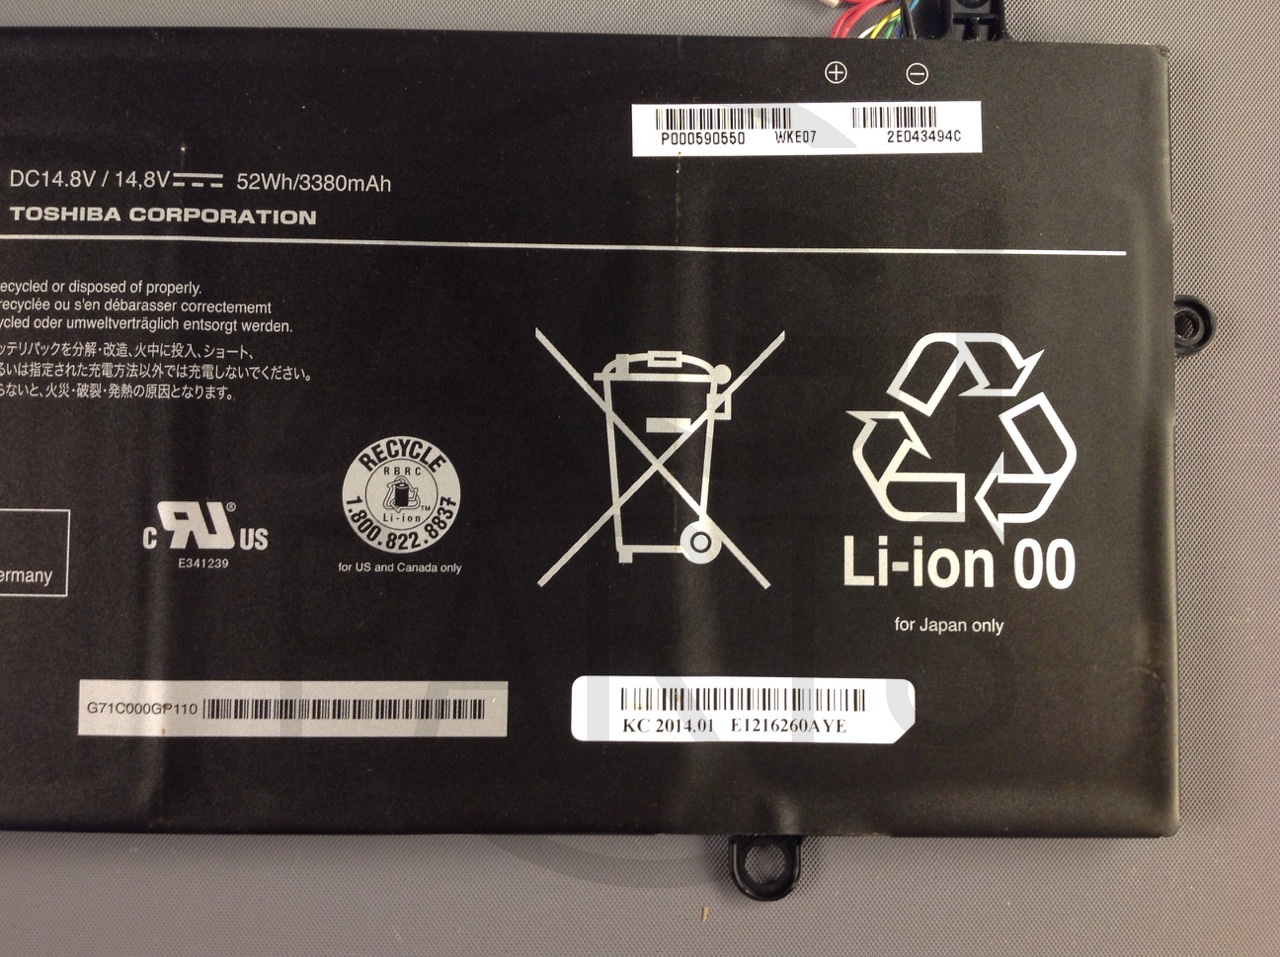 P000590550 WKE07 2E043494C
DC14.8V / 14,8V 52Wh/3380mAh
TOSHIBA CORPORATION
ecycled or disposed of properly.
recyclée ou s'en débarasser correctememt
ycled oder umweltverträglich entsorgt werden.
ッテリパックを分解・改造、火中に投入、ショート、
るいは指定された充電方法以外では充電しないでください。
らないと、火災・破裂・発熱の原因となります。
RECYCLE
RBRC
Li-ion
TM
1.800.822.8837
for US and Canada only
C RU ® US
E341239
ermany
Li-ion 00
for Japan only
G71C000GP110
KC 2014.01 E1216260AYE
PARTS